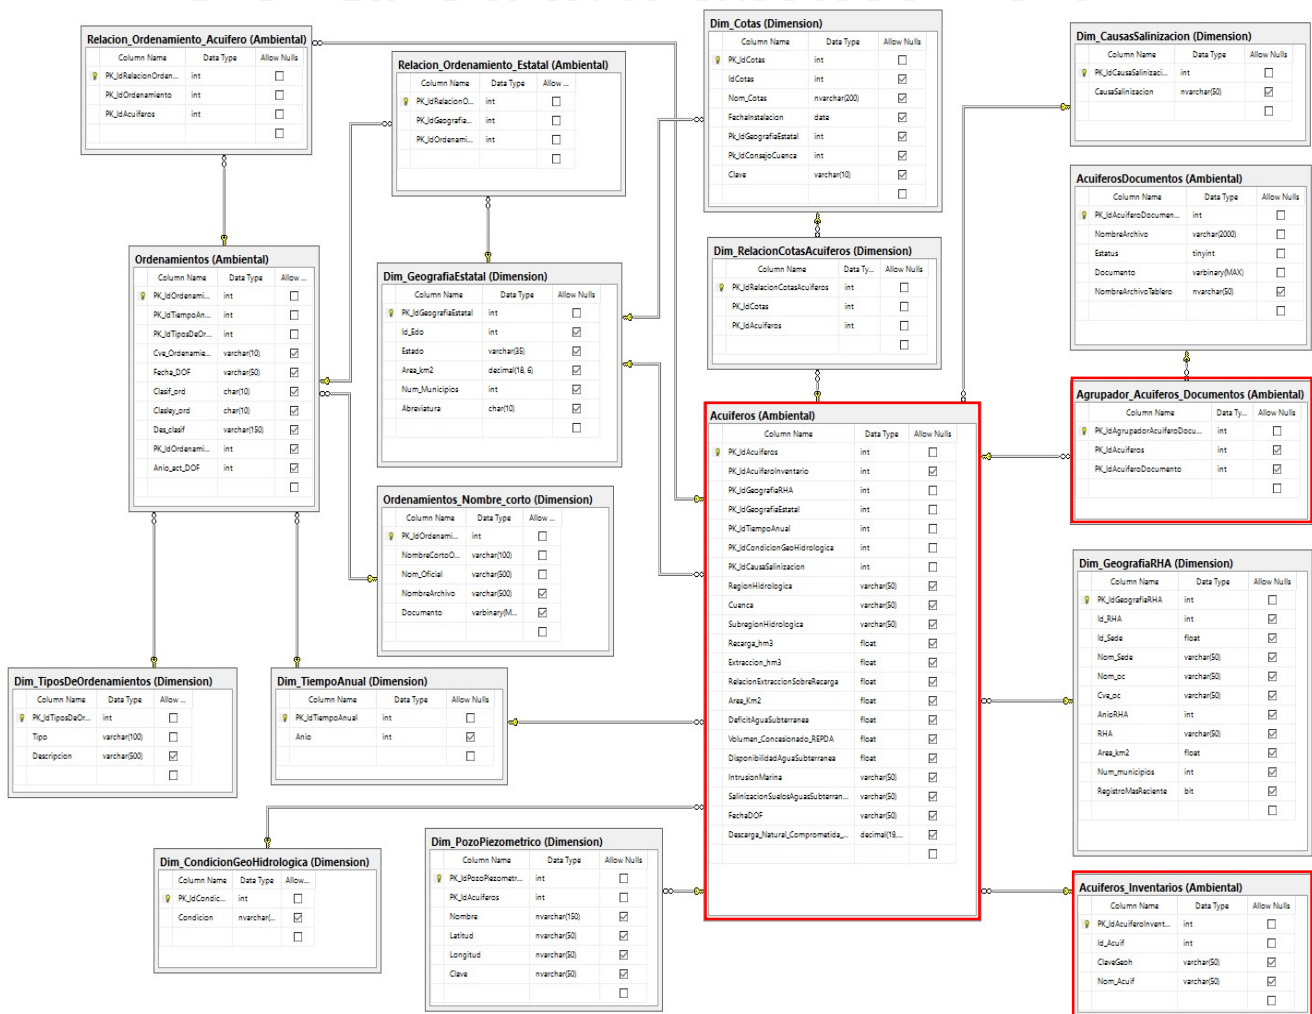 Relacion_Ordenamiento_Acuifero (Ambiental)
Column Name Data Type Allow Nulls
PK_IdRelacionOrden... int
PK_IdOrdenamiento int
PK_IdAcuiferos int
Relacion_Ordenamiento_Estatal (Ambiental)
Column Name Data Type Allow ...
PK_IdRelacionO... int
PK_IdGeografia... int
PK_IdOrdenami... int
Dim_Cotas (Dimension)
Column Name Data Type Allow Nulls
PK_IdCotas int
IdCotas int
Nom_Cotas nvarchar(200)
FechaInstalacion date
Pk_IdGeografiaEstatal int
Pk_IdConsejoCuenca int
Clave varchar(10)
Dim_CausasSalinizacion (Dimension)
Column Name Data Type Allow Nulls
PK_IdCausaSalinizaci... int
CausaSalinizacion nvarchar(50)
AcuiferosDocumentos (Ambiental)
Column Name Data Type Allow Nulls
PK_IdAcuiferoDocumen... int
NombreArchivo varchar(2000)
Estatus tinyint
Documento varbinary(MAX)
NombreArchivoTablero nvarchar(50)
Ordenamientos (Ambiental)
Column Name Data Type Allow ...
PK_IdOrdenami... int
PK_IdTiempoAn... int
PK_IdTiposDeOr... int
Cve_Ordenamie... varchar(10)
Fecha_DOF varchar(50)
Clasif_ord char(10)
Clasley_ord char(10)
Des_clasif varchar(150)
PK_IdOrdenami... int
Anio_act_DOF int
Dim_GeografiaEstatal (Dimension)
Column Name Data Type Allow Nulls
PK_IdGeografiaEstatal int
Id_Edo int
Estado varchar(35)
Area_km2 decimal(18, 6)
Num_Municipios int
Abreviatura char(10)
Dim_RelacionCotasAcuiferos (Dimension)
Column Name Data Ty... Allow Nulls
PK_IdRelacionCotasAcuiferos int
PK_IdCotas int
PK_IdAcuiferos int
Agrupador_Acuiferos_Documentos (Ambiental)
Column Name Data Ty... Allow Nulls
PK_IdAgrupadorAcuiferoDocu... int
PK_IdAcuiferos int
PK_IdAcuiferoDocumento int
Acuiferos (Ambiental)
Column Name Data Type Allow Nulls
PK_IdAcuiferos int
PK_IdAcuiferoInventario int
PK_IdGeografiaRHA int
PK_IdGeografiaEstatal int
PK_IdTiempoAnual int
PK_IdCondicionGeoHidrologica int
PK_IdCausaSalinizacion int
RegionHidrologica varchar(50)
Cuenca varchar(50)
SubregionHidrologica varchar(50)
Recarga_hm3 float
Extraccion_hm3 float
RelacionExtraccionSobreRecarga float
Area_Km2 float
DeficitAguaSubterranea float
Volumen_Concesionado_REPDA float
DisponibilidadAguaSubterranea float
IntrusionMarina varchar(50)
SalinizacionSuelosAguasSubterran... varchar(50)
FechaDOF varchar(50)
Descarga_Natural_Comprometida_... decimal(19,...
Ordenamientos_Nombre_corto (Dimension)
Column Name Data Type Allow ...
PK_IdOrdenami... int
NombreCortoO... varchar(100)
Nom_Oficial varchar(500)
NombreArchivo varchar(500)
Documento varbinary(M...
Dim_GeografiaRHA (Dimension)
Column Name Data Type Allow Nulls
PK_IdGeografiaRHA int
Id_RHA int
Id_Sede float
Nom_Sede varchar(50)
Nom_oc varchar(50)
Cve_oc varchar(50)
AnioRHA int
RHA varchar(50)
Area_km2 float
Num_municipios int
RegistroMasReciente bit
Dim_TiposDeOrdenamientos (Dimension)
Column Name Data Type Allow ...
PK_IdTiposDeOr... int
Tipo varchar(100)
Descripcion varchar(500)
Dim_TiempoAnual (Dimension)
Column Name Data Type Allow Nulls
PK_IdTiempoAnual int
Anio int
Dim_CondicionGeoHidrologica (Dimension)
Column Name Data Type Allow...
PK_IdCondic... int
Condicion nvarchar(...
Dim_PozoPiezometrico (Dimension)
Column Name Data Type Allow Nulls
PK_IdPozoPiezometr... int
PK_IdAcuiferos int
Nombre nvarchar(150)
Latitud nvarchar(50)
Longitud nvarchar(50)
Clave nvarchar(50)
Acuiferos_Inventarios (Ambiental)
Column Name Data Type Allow Nulls
PK_IdAcuiferoInvent... int
Id_Acuif int
ClaveGeoh varchar(50)
Nom_Acuif varchar(50)